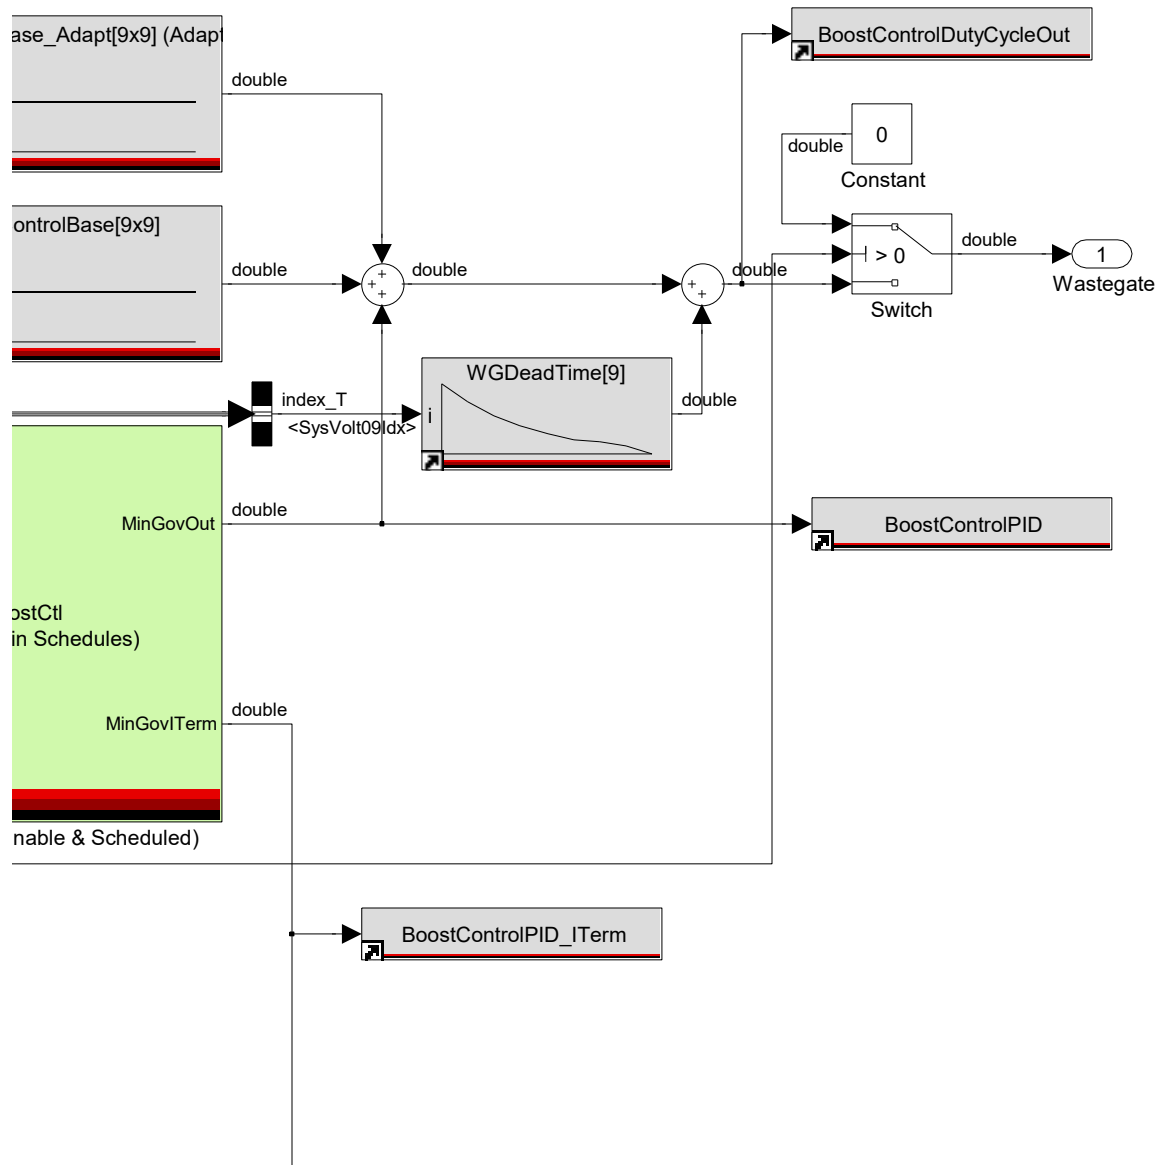 ase_Adapt[9x9] (Adapt
double
BoostControlDutyCycleOut
0
double
Constant
ontrolBase[9x9]
double
+
+
+
double
+
+
double
> 0
Switch
double
1
Wastegate
WGDeadTime[9]
i
index_T
<SysVolt09Idx>
double
MinGovOut
double
BoostControlPID
ostCtl
in Schedules)
MinGovITerm
double
nable & Scheduled)
BoostControlPID_ITerm